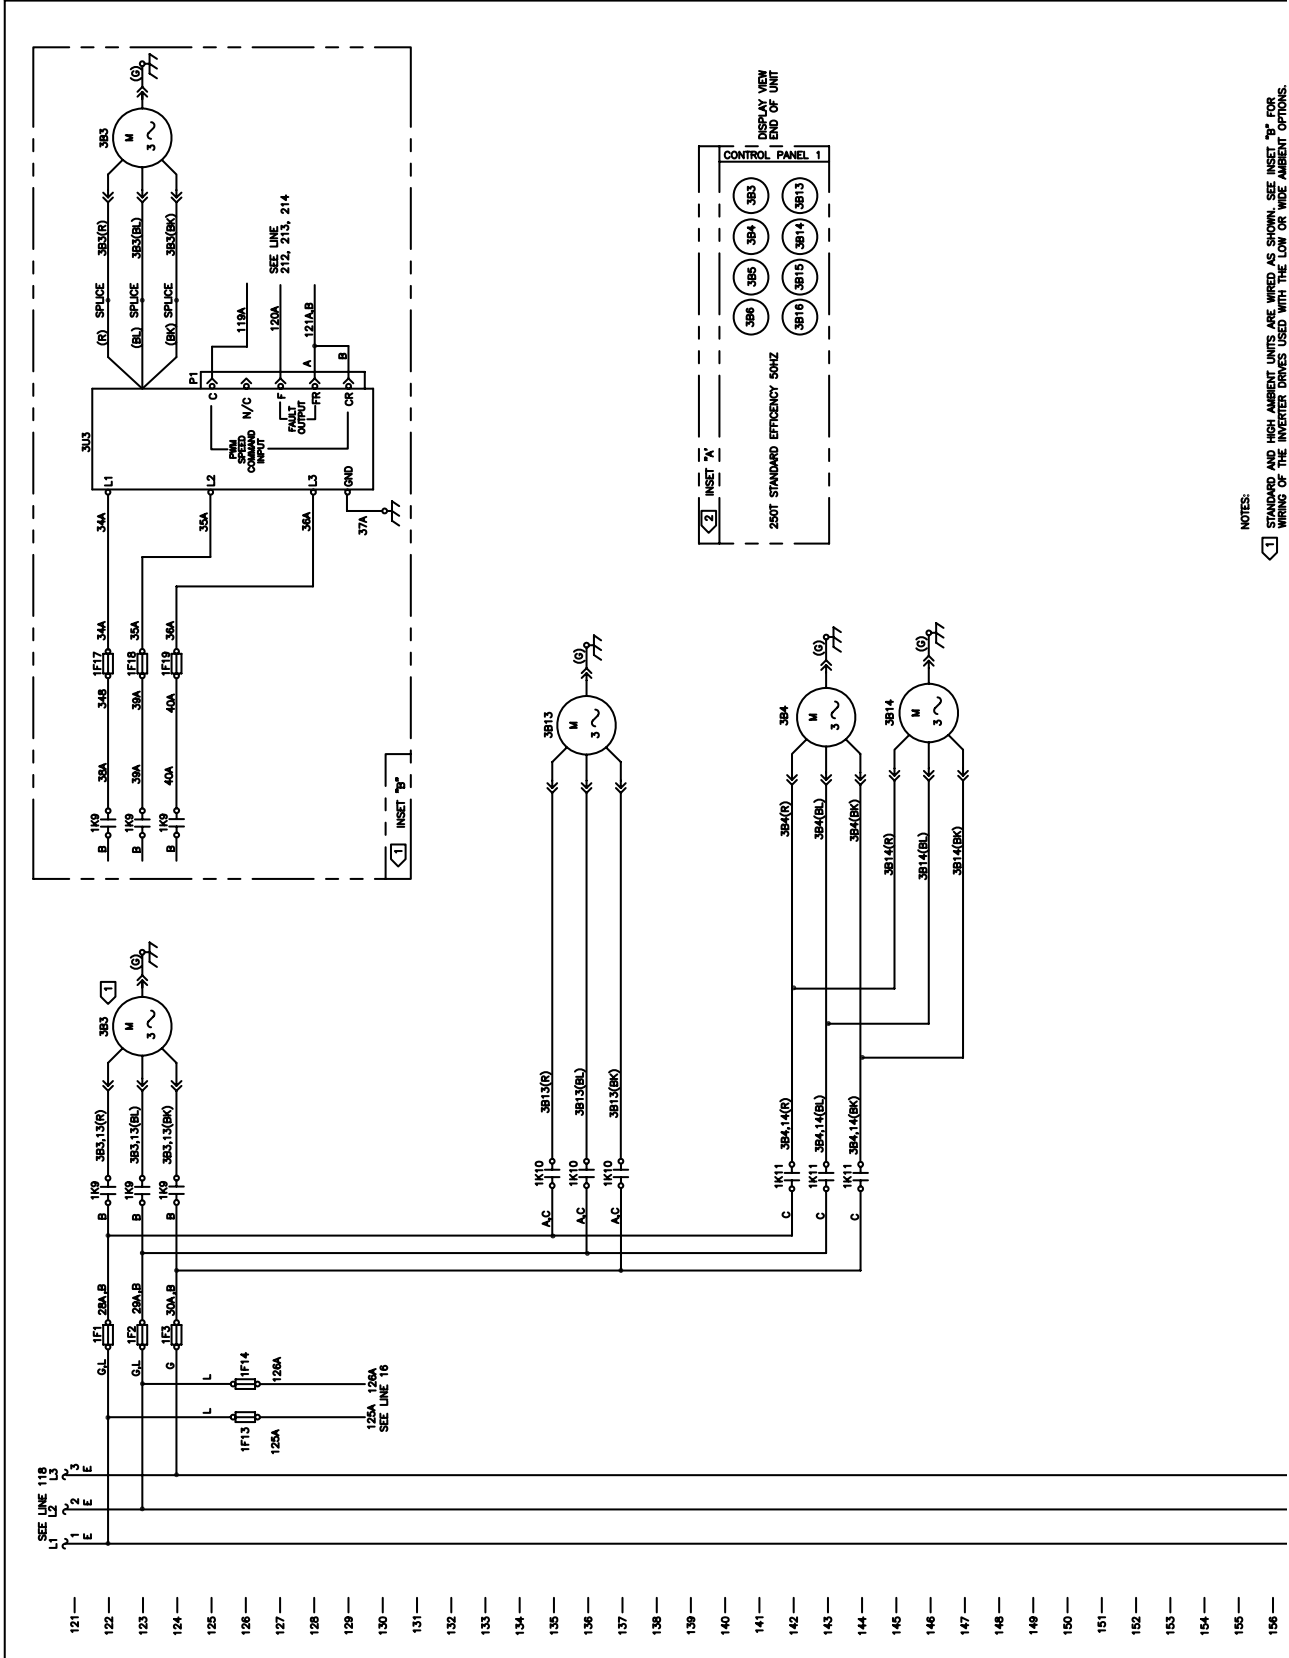 SEE LINE 118
L1
L2
L3
1
2
3
E
E
E
G,L
G,L
G
1F1
1F2
1F3
28A,B
29A,B
30A,B
L
L
1F13
1F14
125A
126A
125A 126A
SEE LINE 16
B
B
B
1K9
1K9
1K9
3B3,13(R)
3B3,13(BL)
3B3,13(BK)
3B3
1
M
3
(G)
A,C
A,C
A,C
1K10
1K10
1K10
3B13(R)
3B13(BL)
3B13(BK)
3B13
M
3
(G)
C
C
C
1K11
1K11
1K11
3B4,14(R)
3B4,14(BL)
3B4,14(BK)
3B4(R)
3B4(BL)
3B4(BK)
3B4
M
3
(G)
3B14(R)
3B14(BL)
3B14(BK)
3B14
M
3
(G)
1 INSET "B"
B
B
B
1K9
1K9
1K9
38A
39A
40A
34B
39A
40A
1F17
1F18
1F19
34A
35A
36A
34A
35A
36A
37A
3U3
L1
L2
L3
GND
PWM
SPEED
COMMAND
INPUT
FAULT
OUTPUT
P1
C
N/C
F
FR
CR
A
B
119A
120A
121A,B
SEE LINE
212, 213, 214
(R) SPLICE
(BL) SPLICE
(BK) SPLICE
3B3(R)
3B3(BL)
3B3(BK)
3B3
M
3
(G)
2 INSET "A"
250T STANDARD EFFICENCY 50HZ
3B6 3B5 3B4 3B3
3B16 3B15 3B14 3B13
CONTROL PANEL 1
DISPLAY VIEW
END OF UNIT
NOTES:
1 STANDARD AND HIGH AMBIENT UNITS ARE WIRED AS SHOWN. SEE INSET "B" FOR
WIRING OF THE INVERTER DRIVES USED WITH THE LOW OR WIDE AMBIENT OPTIONS.
121
122
123
124
125
126
127
128
129
130
131
132
133
134
135
136
137
138
139
140
141
142
143
144
145
146
147
148
149
150
151
152
153
154
155
156